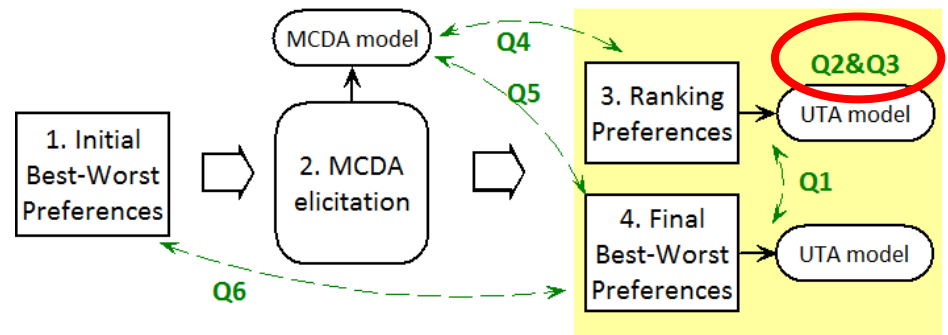 MCDA model
Q4
Q2&Q3
Q5
3. Ranking
Preferences
UTA model
1. Initial
Best-Worst
Preferences
2. MCDA
elicitation
Q1
4. Final
Best-Worst
Preferences
UTA model
Q6